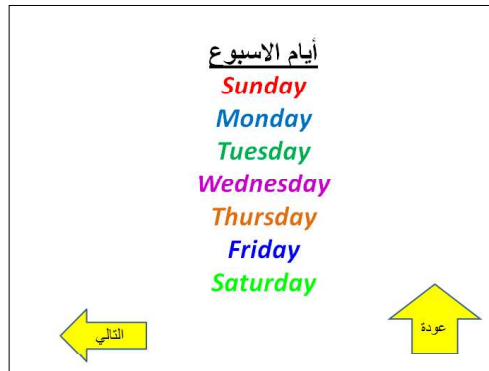 أيام الاسبوع
Sunday
Monday
Tuesday
Wednesday
Thursday
Friday
Saturday
عودة
التالي